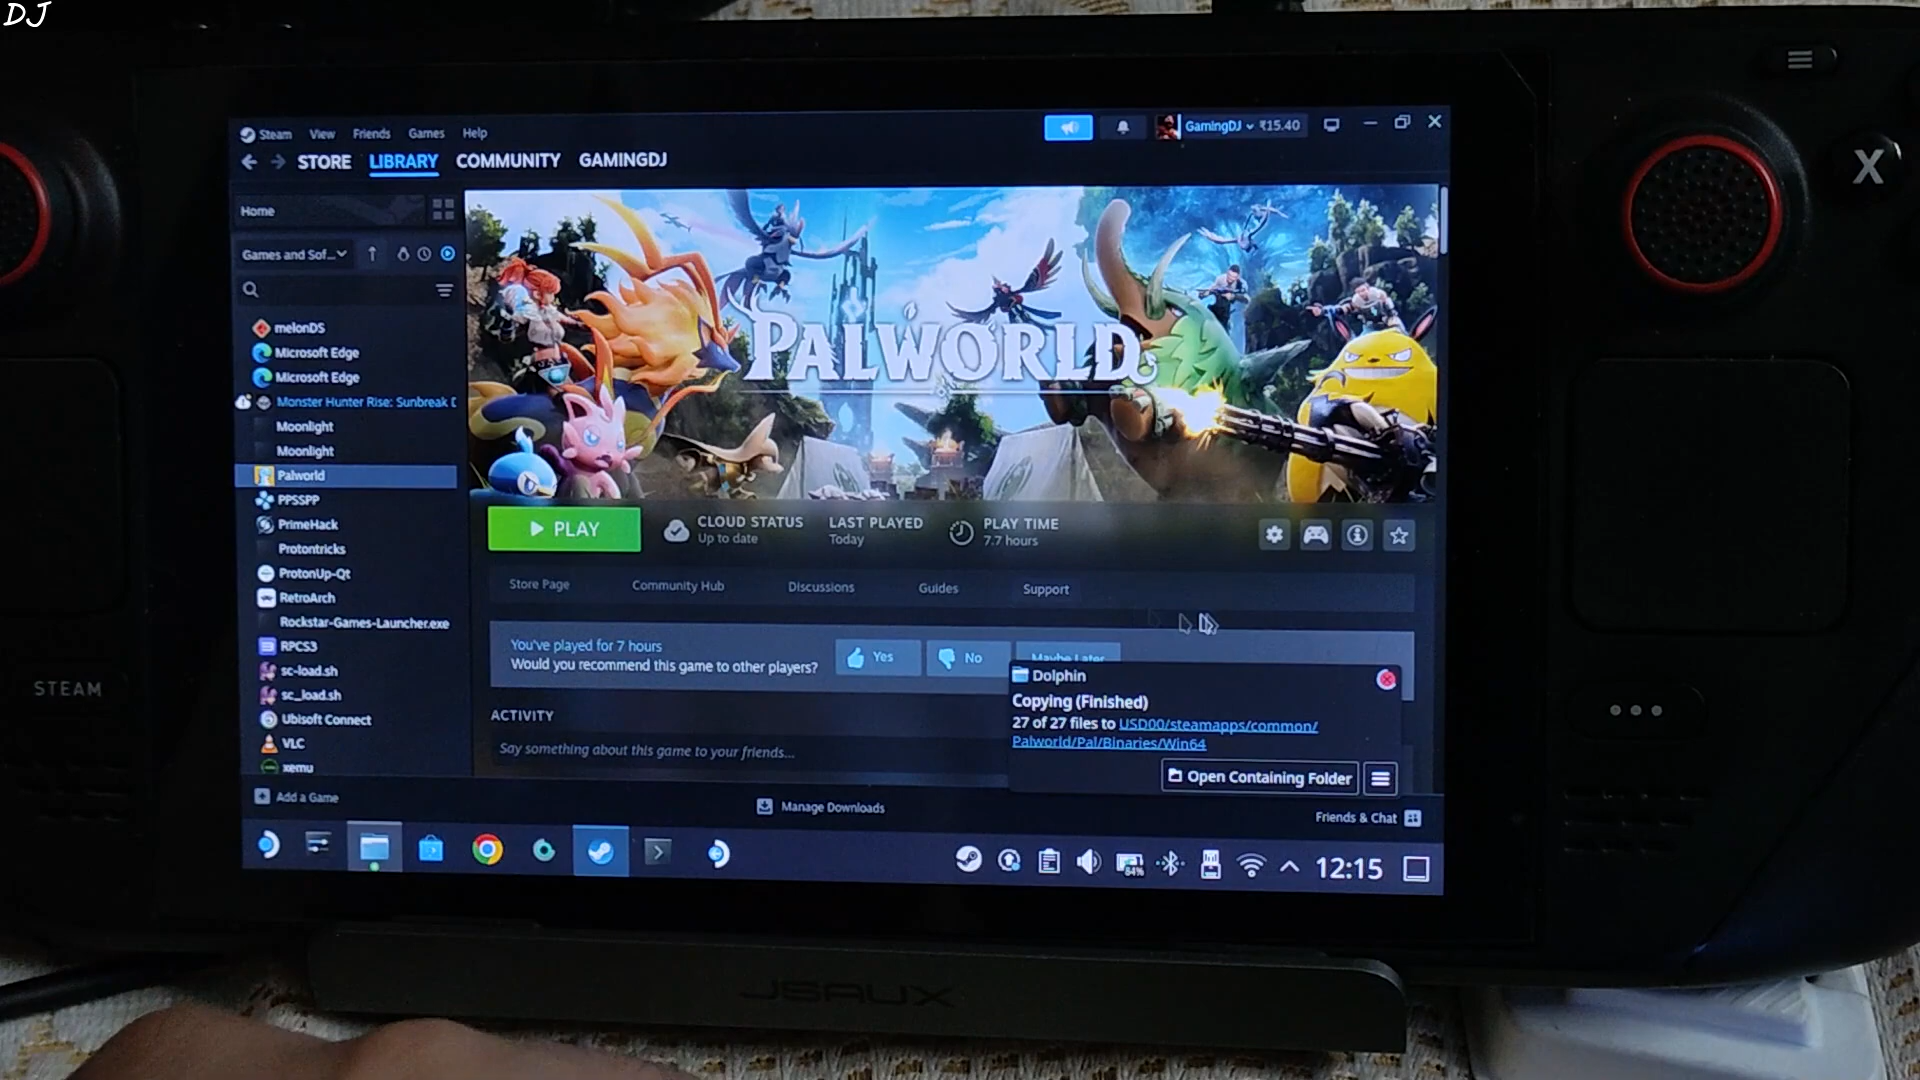 DJ
Steam View Friends Games Help
GamingDJ ₹15.40
STORE LIBRARY COMMUNITY GAMINGDJ
Home
Games and Sof...
melonDS
Microsoft Edge
Microsoft Edge
Monster Hunter Rise: Sunbreak D
Moonlight
Moonlight
Palworld
PPSSPP
PrimeHack
Protontricks
ProtonUp-Qt
RetroArch
Rockstar-Games-Launcher.exe
RPCS3
sc-load.sh
sc_load.sh
Ubisoft Connect
VLC
xemu
Add a Game
PALWORLD
PLAY
CLOUD STATUS
Up to date
LAST PLAYED
Today
PLAY TIME
7.7 hours
Store Page Community Hub Discussions Guides Support
You've played for 7 hours
Would you recommend this game to other players?
Yes No Maybe Later
ACTIVITY
Say something about this game to your friends...
Dolphin
Copying (Finished)
27 of 27 files to USD00/steamapps/common/
Palworld/Pal/Binaries/Win64
Open Containing Folder
Manage Downloads
Friends & Chat
84%
12:15
X
STEAM
JSAUX